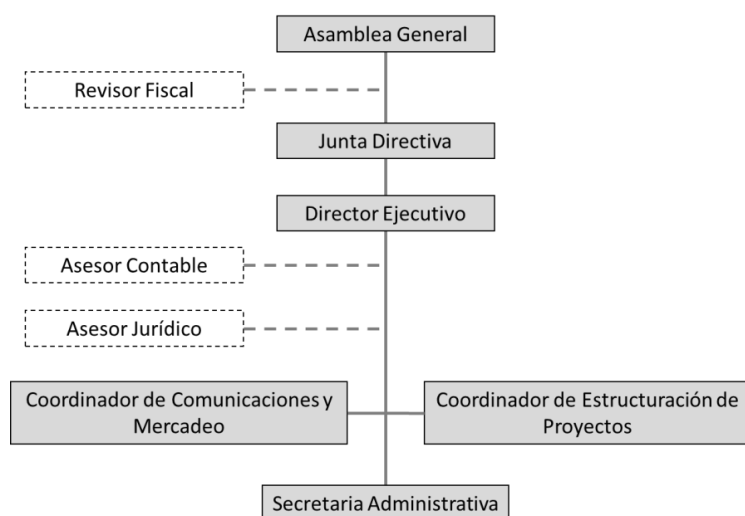 Asamblea General
Revisor Fiscal
Junta Directiva
Director Ejecutivo
Asesor Contable
Asesor Jurídico
Coordinador de Comunicaciones y
Mercadeo
Coordinador de Estructuración de
Proyectos
Secretaria Administrativa